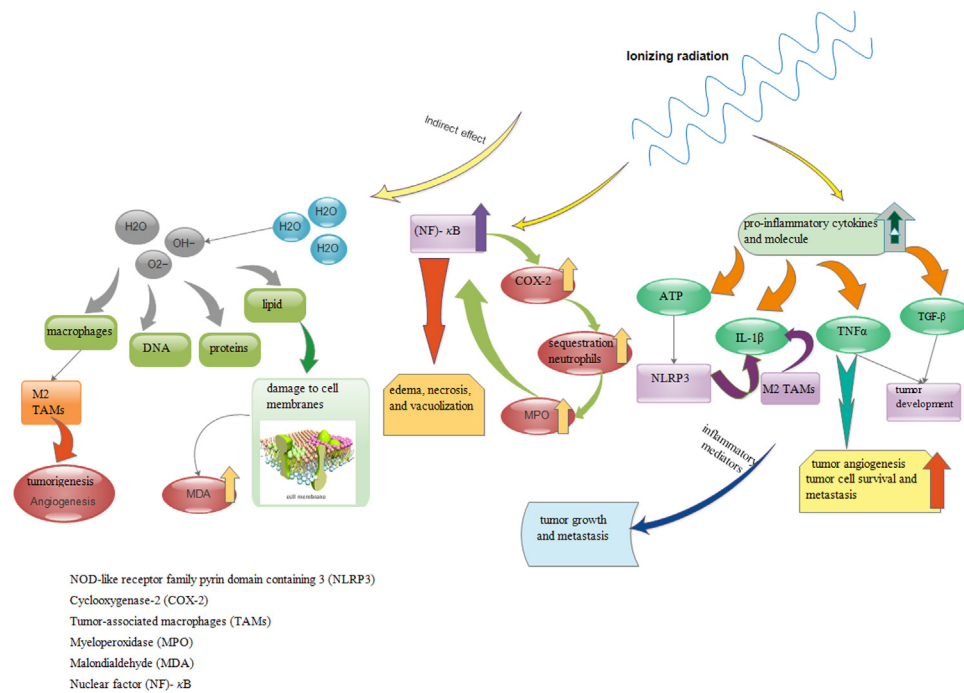 Ionizing radiation
Indirect effect
H2O
H2O
H2O
H2O
OH−
O2−
(NF)- κB
pro-inflammatory cytokines
and molecule
COX-2
lipid
ATP
macrophages
DNA
proteins
IL-1β
TNFα
TGF-β
sequestration
neutrophils
NLRP3
M2 TAMs
tumor
development
M2
TAMs
damage to cell
membranes
edema, necrosis,
and vacuolization
MPO
inflammatory
mediators
cell membrane
tumorigenesis
Angiogenesis
MDA
tumor angiogenesis
tumor cell survival and
metastasis
tumor growth
and metastasis
NOD-like receptor family pyrin domain containing 3 (NLRP3)
Cyclooxygenase-2 (COX-2)
Tumor-associated macrophages (TAMs)
Myeloperoxidase (MPO)
Malondialdehyde (MDA)
Nuclear factor (NF)- κB